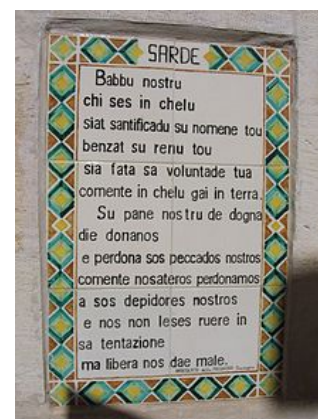 SARDE
Babbu nostru
chi ses in chelu
siat santificadu su nomene tou
benzat su renu tou
sia fata sa voluntade tua
comente in chelu gai in terra.
Su pane nostru de dogna
die donanos
e perdona sos peccados nostros
comente nosateros perdonamos
a sos depidores nostros
e nos non leses ruere in
sa tentazione
ma libera nos dae male.